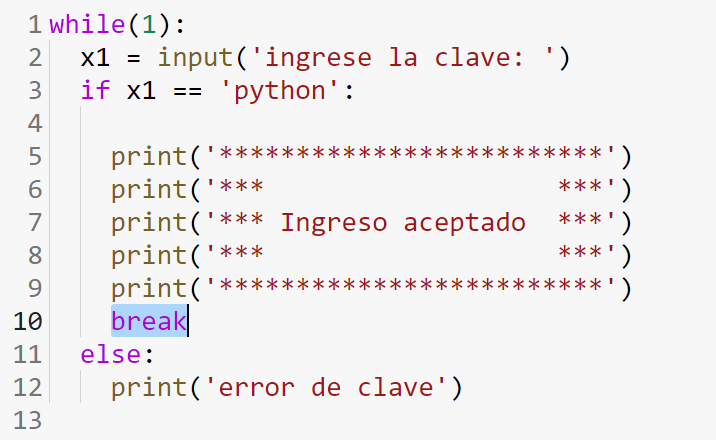 1 while(1):
2   x1 = input('ingrese la clave: ')
3   if x1 == 'python':
4
5     print('*************************')
6     print('***                   ***')
7     print('*** Ingreso aceptado  ***')
8     print('***                   ***')
9     print('*************************')
10     break
11   else:
12     print('error de clave')
13